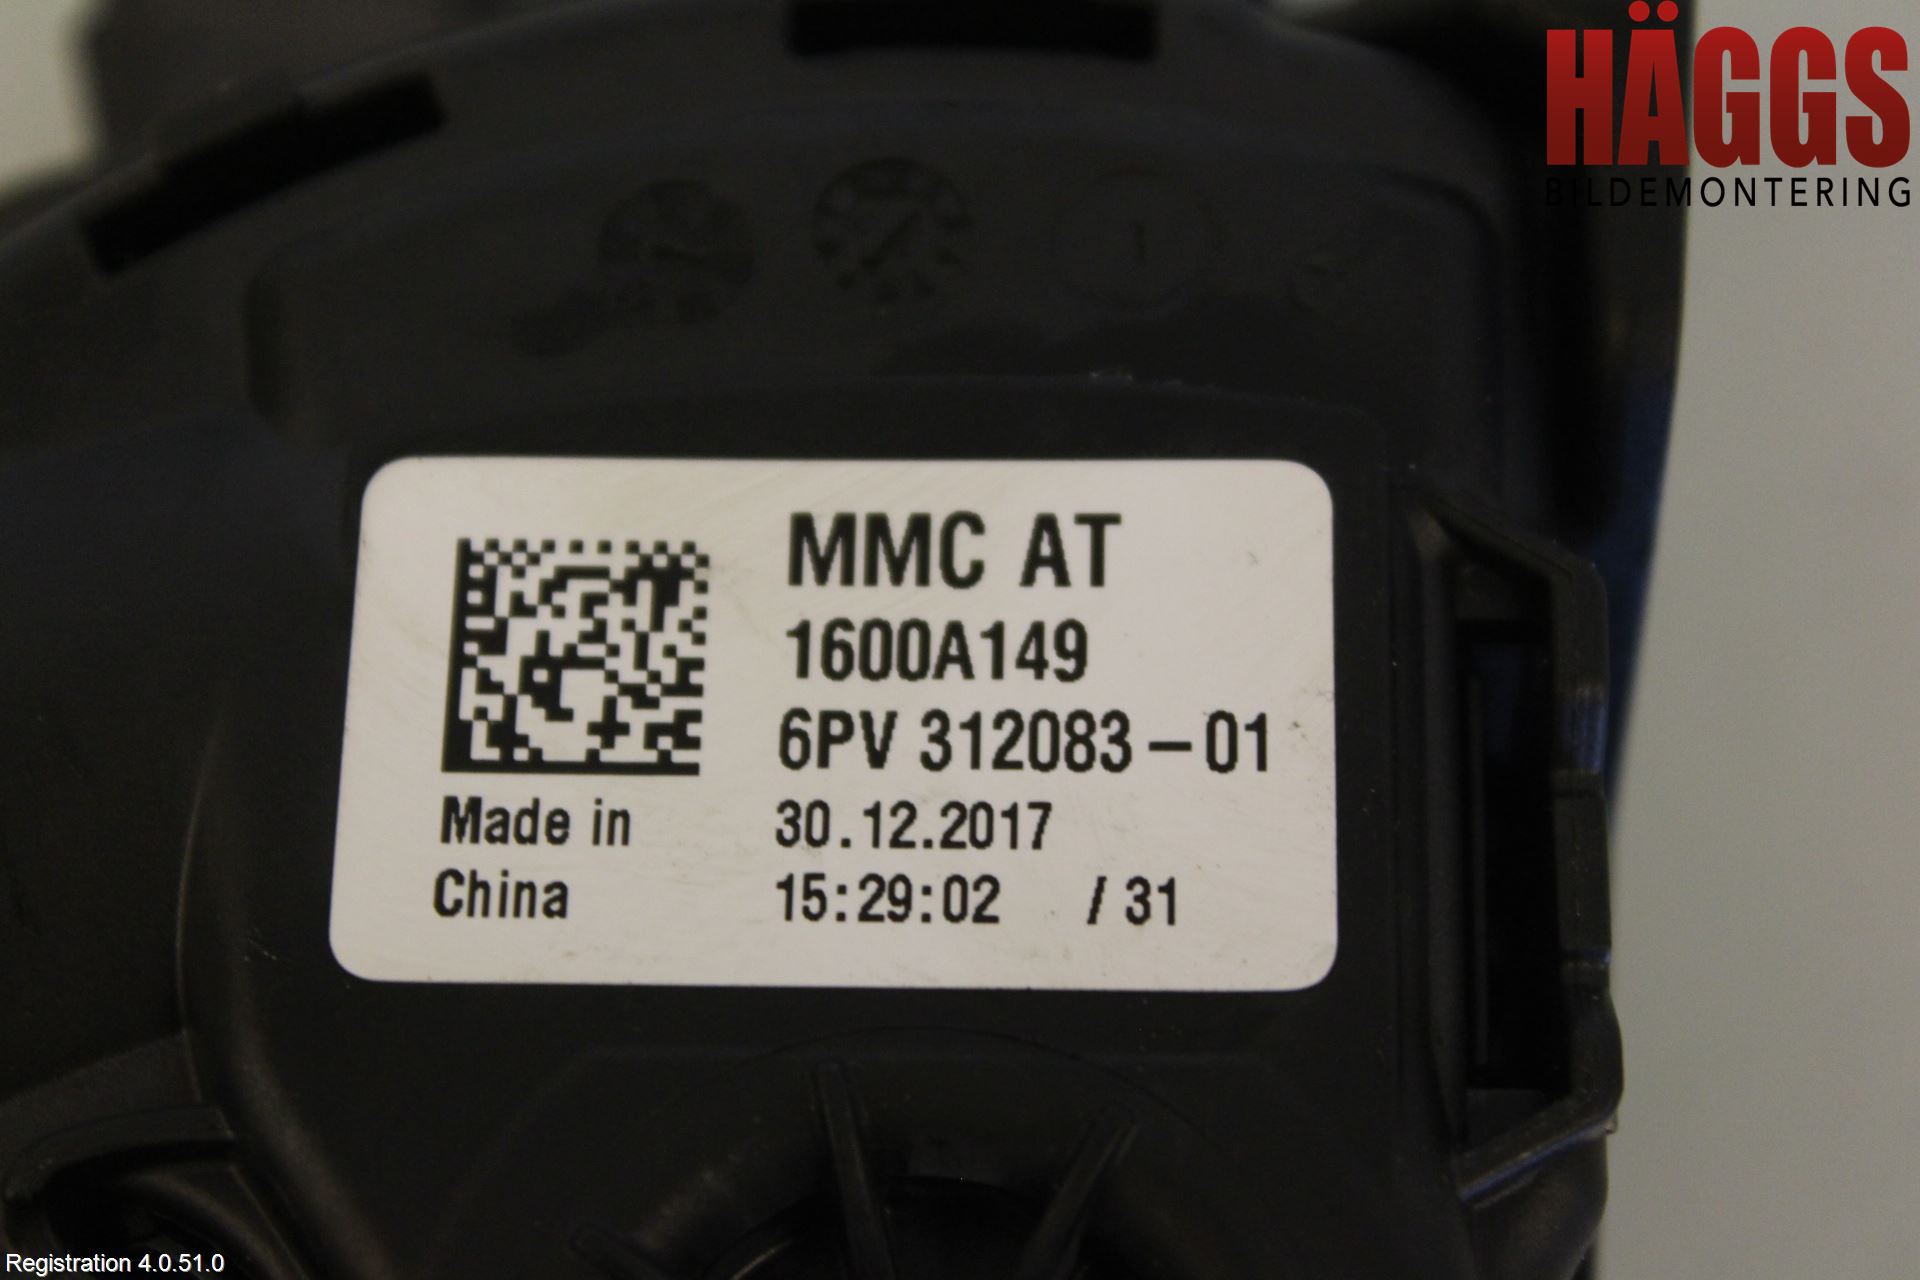 HÄGGS
BILDEMONTERING
MMC AT
1600A149
6PV 312083-01
Made in 30.12.2017
China 15:29:02 / 31
Registration 4.0.51.0